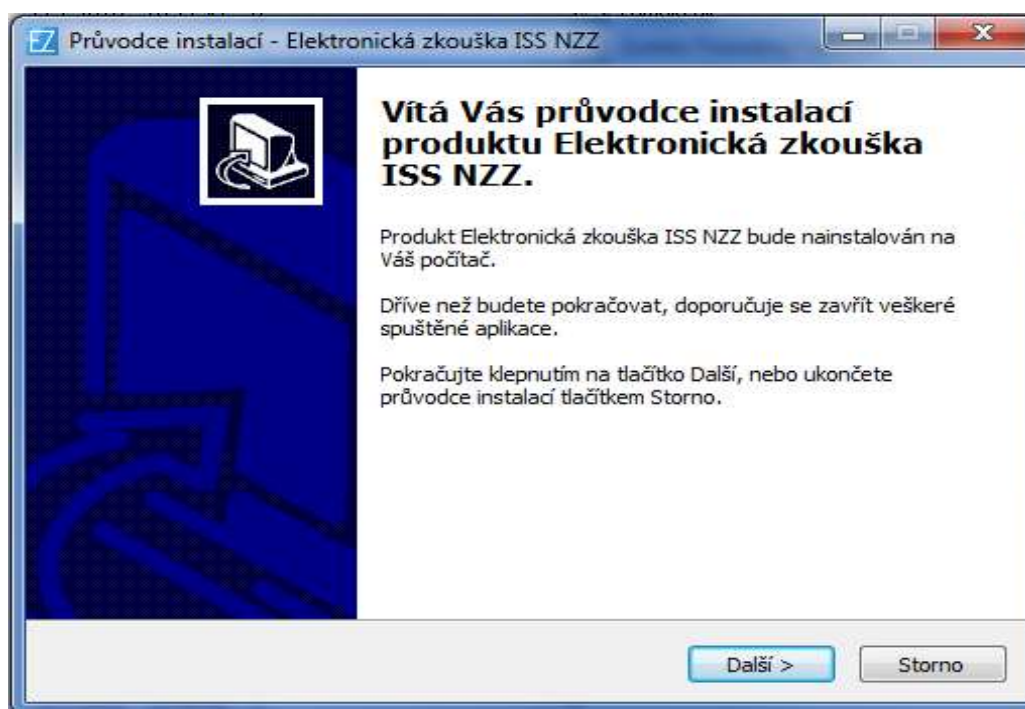 EZ Průvodce instalací - Elektronická zkouška ISS NZZ
Vítá Vás průvodce instalací
produktu Elektronická zkouška
ISS NZZ.
Produkt Elektronická zkouška ISS NZZ bude nainstalován na
Váš počítač.
Dříve než budete pokračovat, doporučuje se zavřít veškeré
spuštěné aplikace.
Pokračujte klepnutím na tlačítko Další, nebo ukončete
průvodce instalací tlačítkem Storno.
Další >
Storno